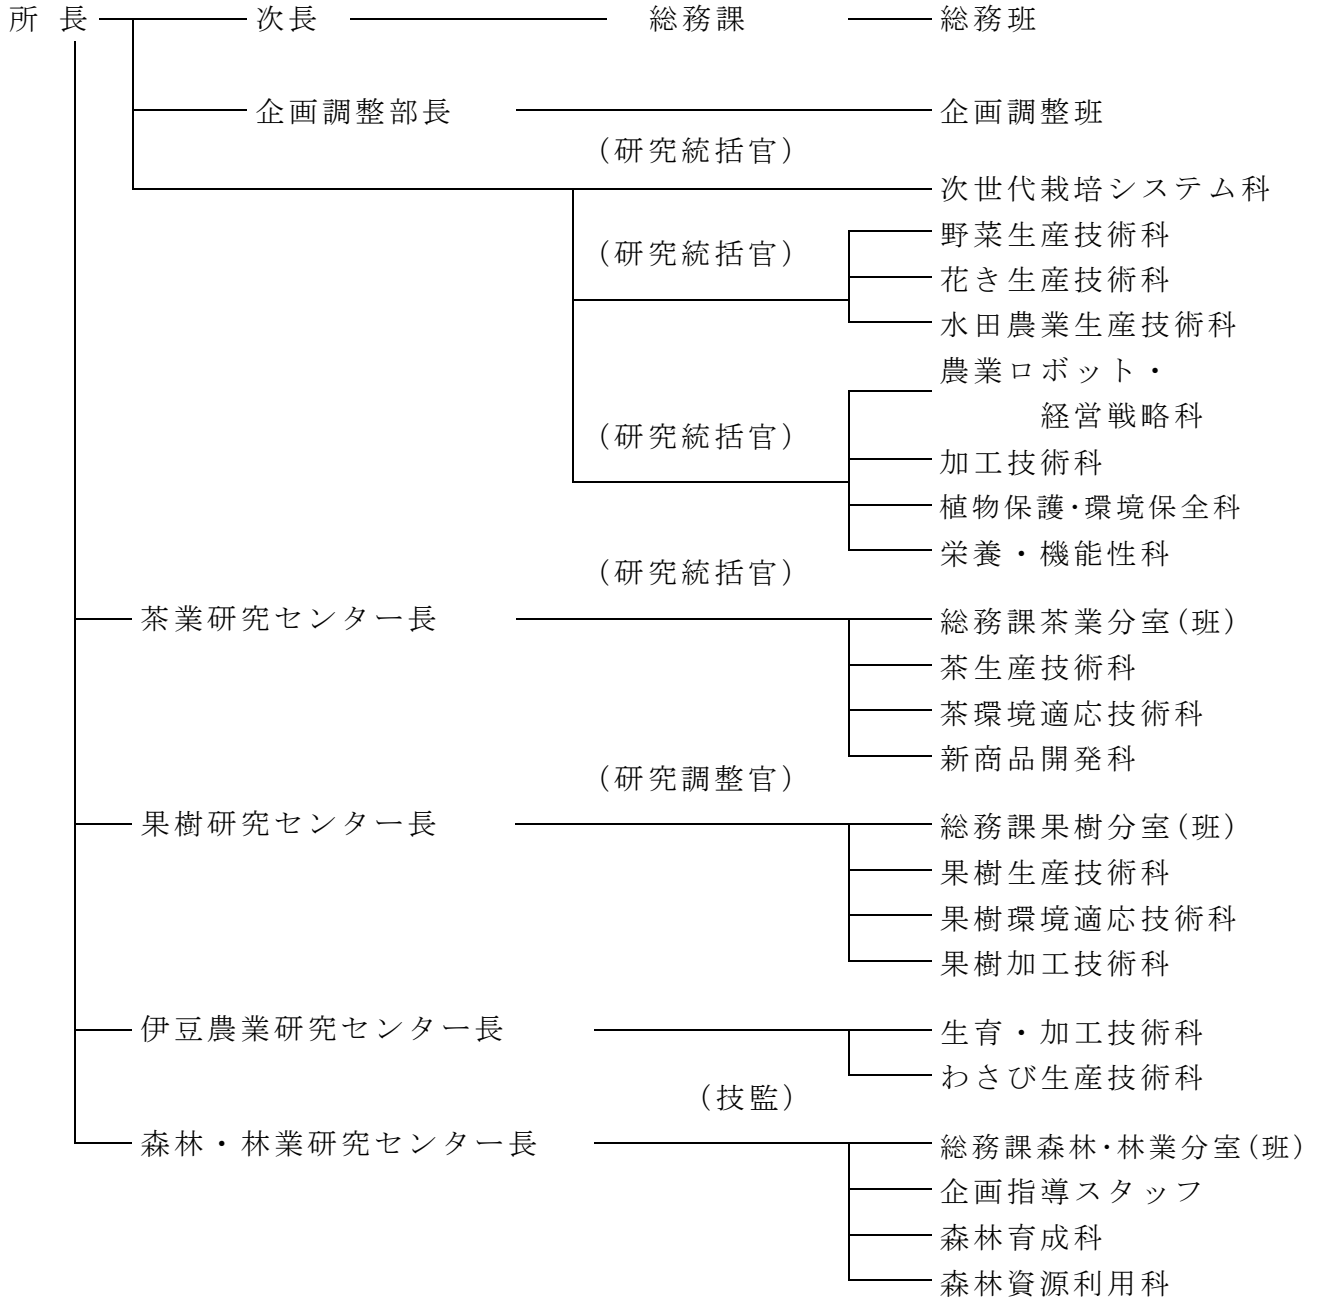 所長 次長 総務課 総務班
企画調整部長 企画調整班
（研究統括官）
次世代栽培システム科
野菜生産技術科
（研究統括官）
花き生産技術科
水田農業生産技術科
農業ロボット・
経営戦略科
（研究統括官）
加工技術科
植物保護・環境保全科
栄養・機能性科
（研究統括官）
茶業研究センター長 総務課茶業分室（班）
茶生産技術科
茶環境適応技術科
新商品開発科
（研究調整官）
果樹研究センター長 総務課果樹分室（班）
果樹生産技術科
果樹環境適応技術科
果樹加工技術科
伊豆農業研究センター長 生育・加工技術科
わさび生産技術科
（技監）
森林・林業研究センター長 総務課森林・林業分室（班）
企画指導スタッフ
森林育成科
森林資源利用科